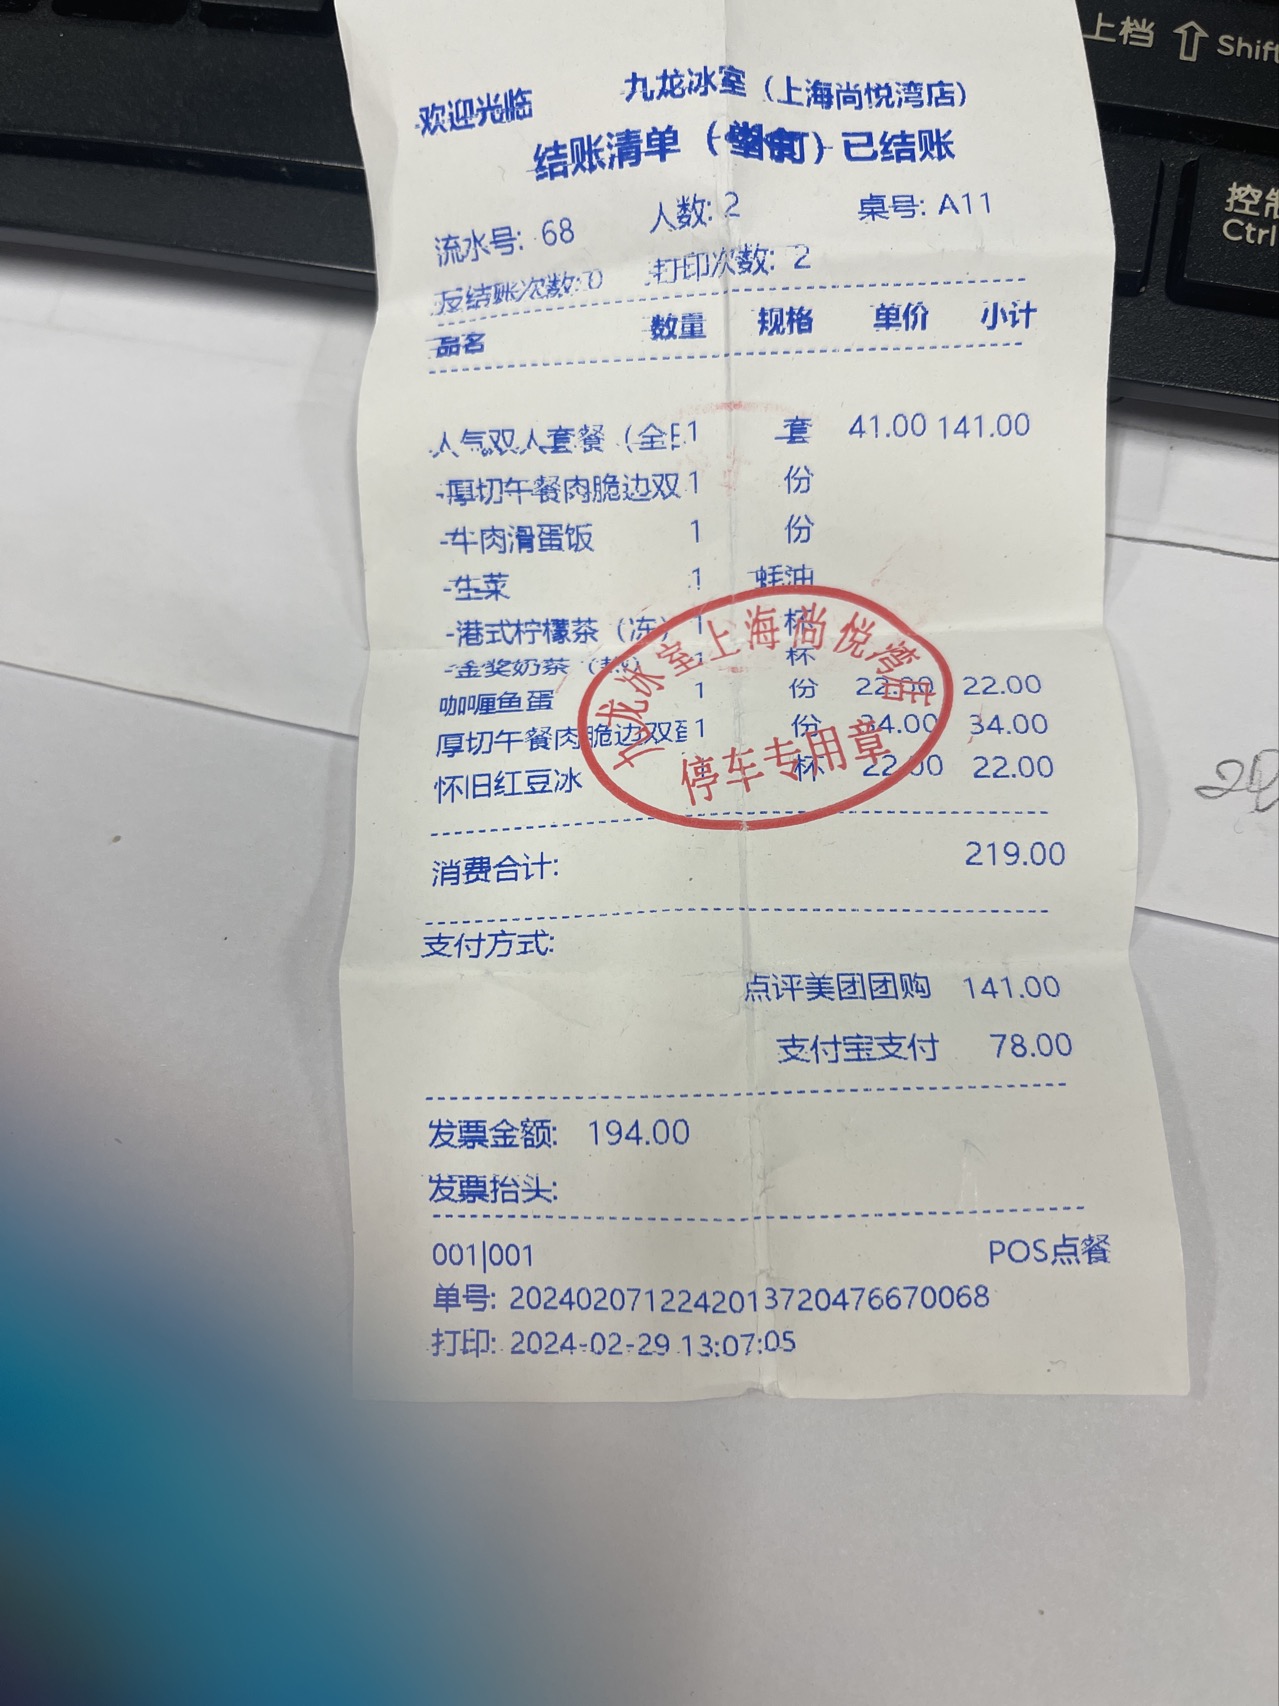 上档 ⇧ Shift
控制
Ctrl
欢迎光临 九龙冰室（上海尚悦湾店）
结账清单 已结账
流水号: 68 人数: 2 桌号: A11
反结账次数: 0 打印次数: 2
品名 数量 规格 单价 小计
人气双人套餐（全日 1 套 41.00 141.00
-厚切午餐肉脆边双 1 份
-牛肉滑蛋饭 1 份
-生菜 1 蚝油
-港式柠檬茶（冻） 1 杯
-金奖奶茶（热） 1 杯
咖喱鱼蛋 1 份 22.00 22.00
厚切午餐肉脆边双蛋 1 份 34.00 34.00
怀旧红豆冰 杯 22.00 22.00
九龙冰室上海尚悦湾店
停车专用章
消费合计: 219.00
支付方式:
点评美团团购 141.00
支付宝支付 78.00
发票金额: 194.00
发票抬头:
001|001 POS点餐
单号: 2024020712242013720476670068
打印: 2024-02-29 13:07:05